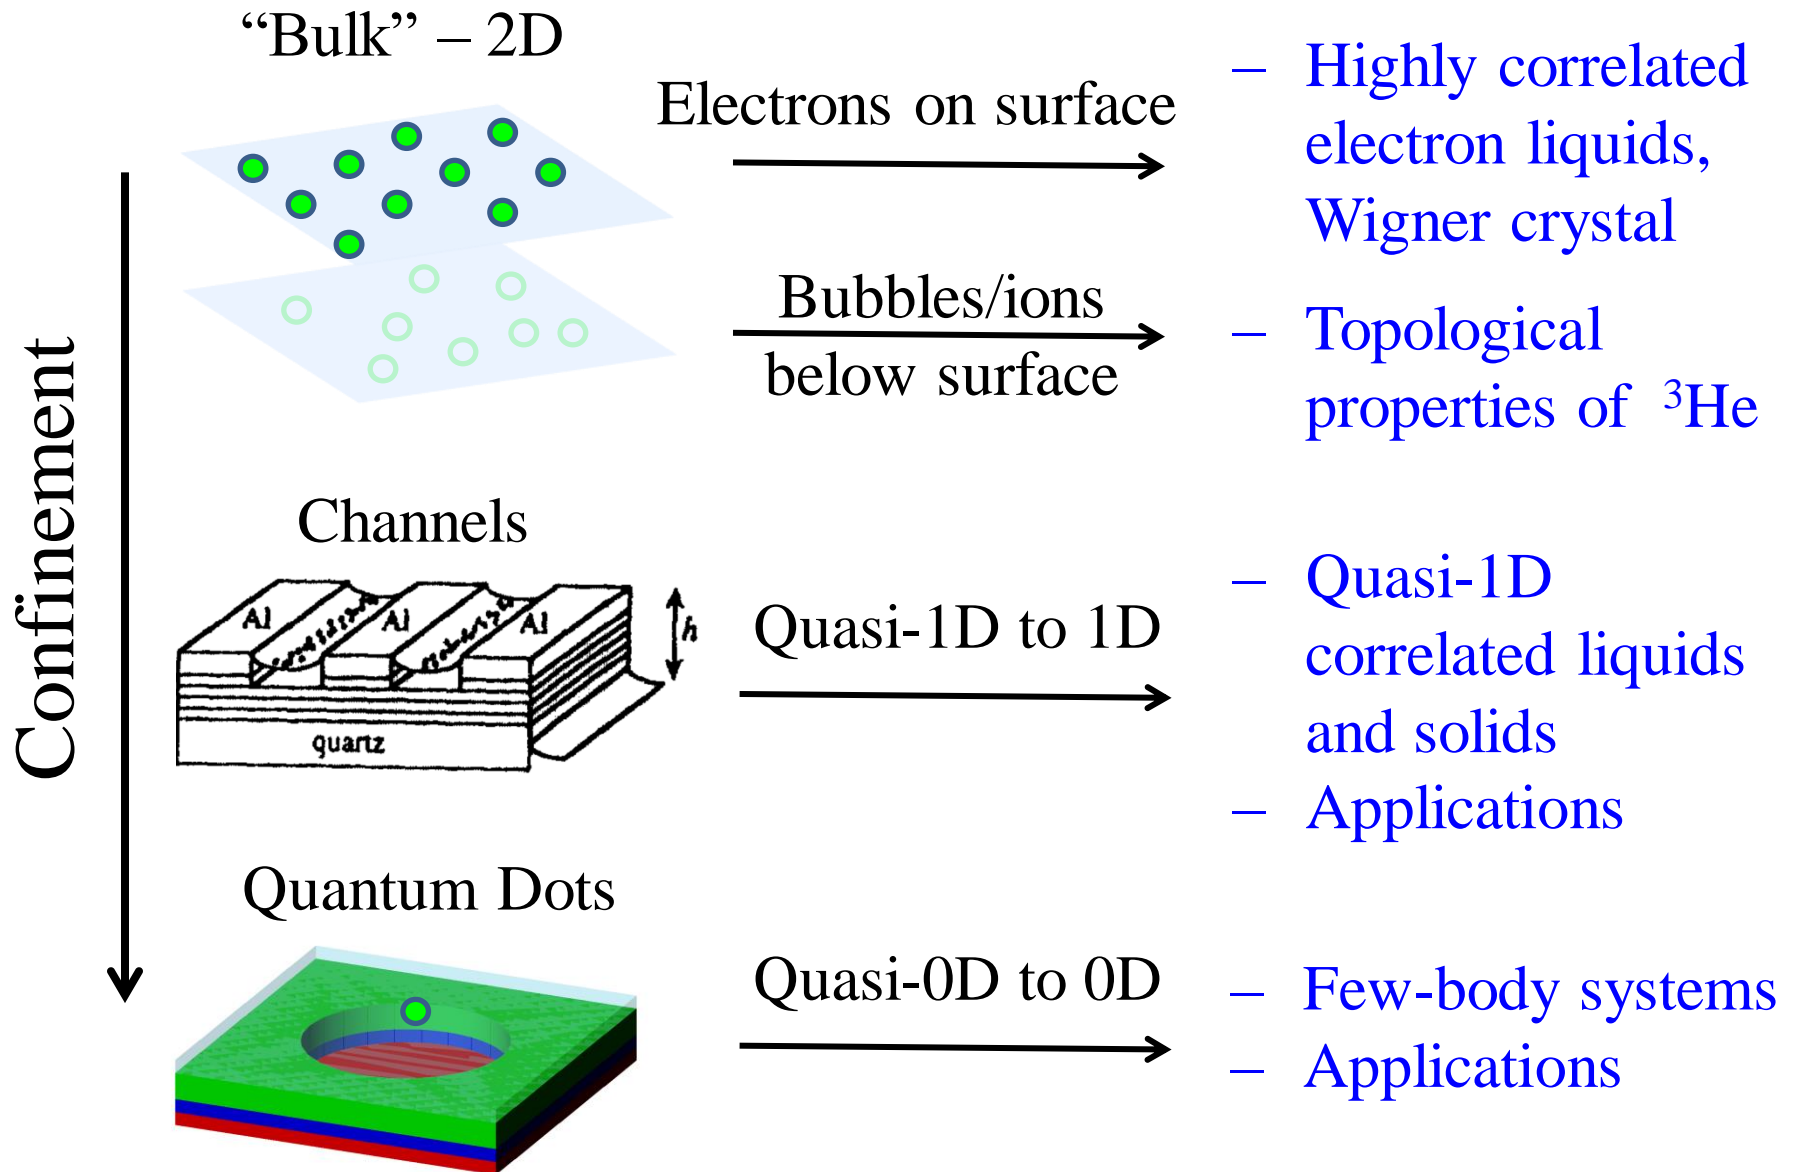 “Bulk” – 2D
Electrons on surface
– Highly correlated
electron liquids,
Wigner crystal
Bubbles/ions
below surface
– Topological
properties of ³He
Confinement
Channels
Al
Al
Al
h
quartz
Quasi-1D to 1D
– Quasi-1D
correlated liquids
and solids
– Applications
Quantum Dots
Quasi-0D to 0D
– Few-body systems
– Applications